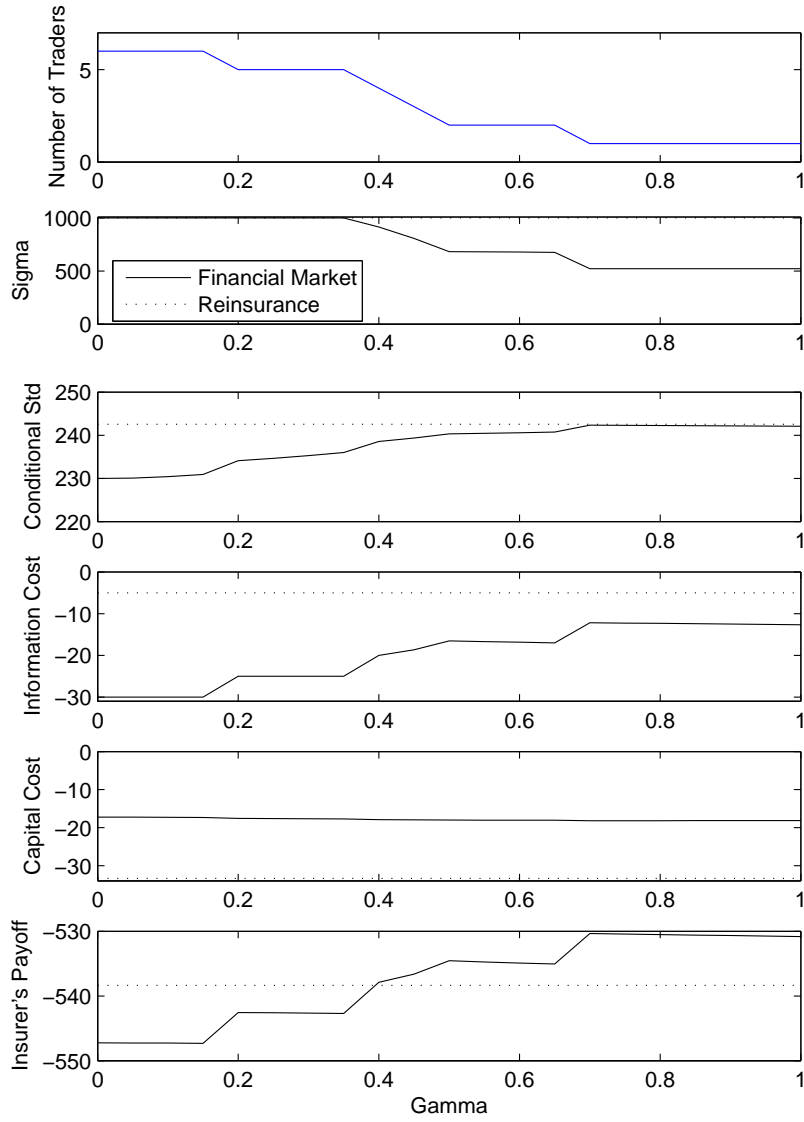 Number of Traders
5
0
0 0.2 0.4 0.6 0.8 1
Sigma
1000
500
0
Financial Market
Reinsurance
0 0.2 0.4 0.6 0.8 1
Conditional Std
250
240
230
220
0 0.2 0.4 0.6 0.8 1
Information Cost
0
−10
−20
−30
0 0.2 0.4 0.6 0.8 1
Capital Cost
0
−10
−20
−30
0 0.2 0.4 0.6 0.8 1
Insurer's Payoff
−530
−540
−550
0 0.2 0.4 0.6 0.8 1
Gamma